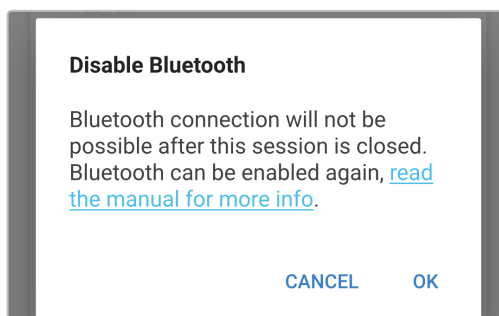 Disable Bluetooth
Bluetooth connection will not be
possible after this session is closed.
Bluetooth can be enabled again, read
the manual for more info.
CANCEL OK